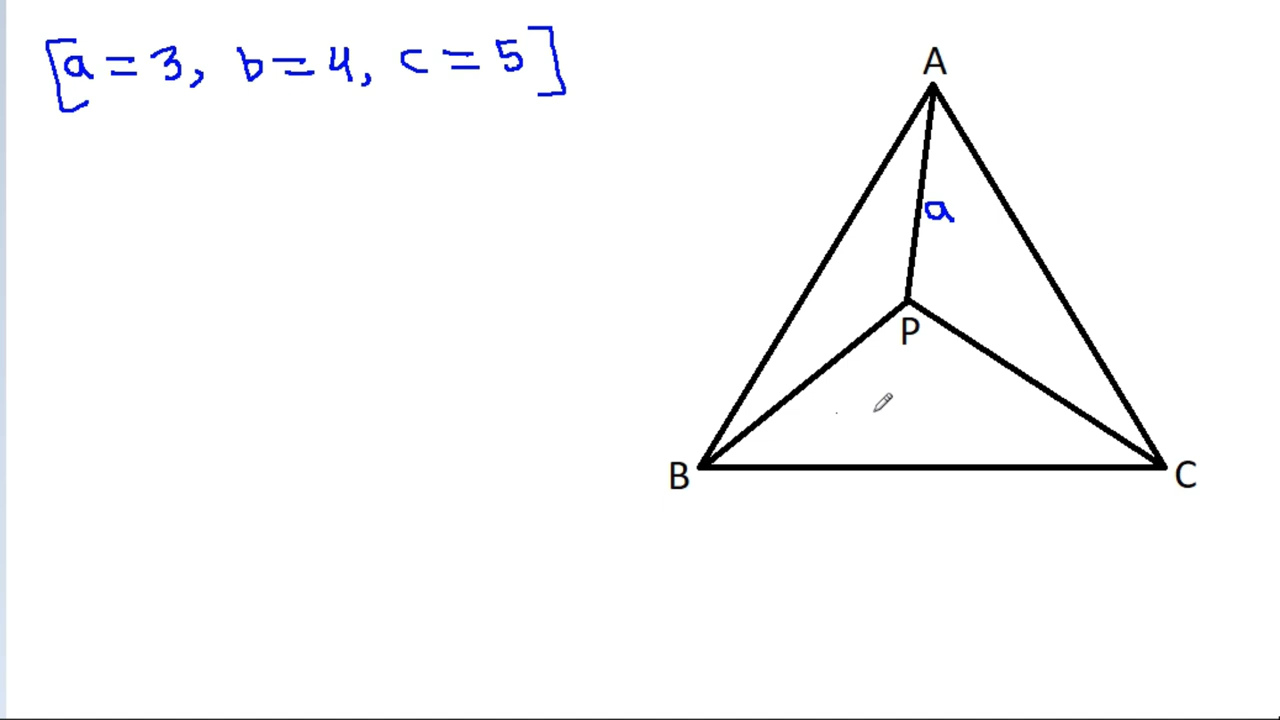 [a = 3, b = 4, c = 5]
A
a
P
B C